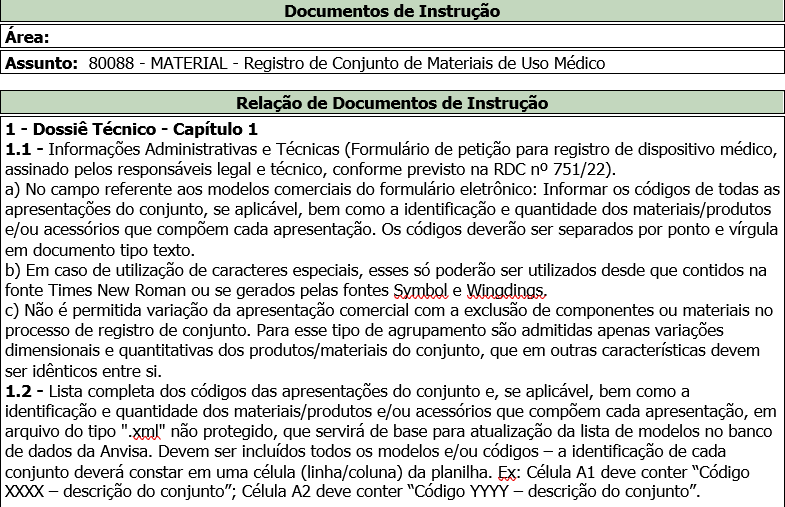 Documentos de Instrução
Área:
Assunto: 80088 - MATERIAL - Registro de Conjunto de Materiais de Uso Médico
Relação de Documentos de Instrução
1 - Dossiê Técnico - Capítulo 1
1.1 - Informações Administrativas e Técnicas (Formulário de petição para registro de dispositivo médico,
assinado pelos responsáveis legal e técnico, conforme previsto na RDC nº 751/22).
a) No campo referente aos modelos comerciais do formulário eletrônico: Informar os códigos de todas as
apresentações do conjunto, se aplicável, bem como a identificação e quantidade dos materiais/produtos
e/ou acessórios que compõem cada apresentação. Os códigos deverão ser separados por ponto e vírgula
em documento tipo texto.
b) Em caso de utilização de caracteres especiais, esses só poderão ser utilizados desde que contidos na
fonte Times New Roman ou se gerados pelas fontes Symbol e Wingdings.
c) Não é permitida variação da apresentação comercial com a exclusão de componentes ou materiais no
processo de registro de conjunto. Para esse tipo de agrupamento são admitidas apenas variações
dimensionais e quantitativas dos produtos/materiais do conjunto, que em outras características devem
ser idênticos entre si.
1.2 - Lista completa dos códigos das apresentações do conjunto e, se aplicável, bem como a
identificação e quantidade dos materiais/produtos e/ou acessórios que compõem cada apresentação, em
arquivo do tipo ".xml" não protegido, que servirá de base para atualização da lista de modelos no banco
de dados da Anvisa. Devem ser incluídos todos os modelos e/ou códigos – a identificação de cada
conjunto deverá constar em uma célula (linha/coluna) da planilha. Ex: Célula A1 deve conter “Código
XXXX – descrição do conjunto”; Célula A2 deve conter “Código YYYY – descrição do conjunto”.